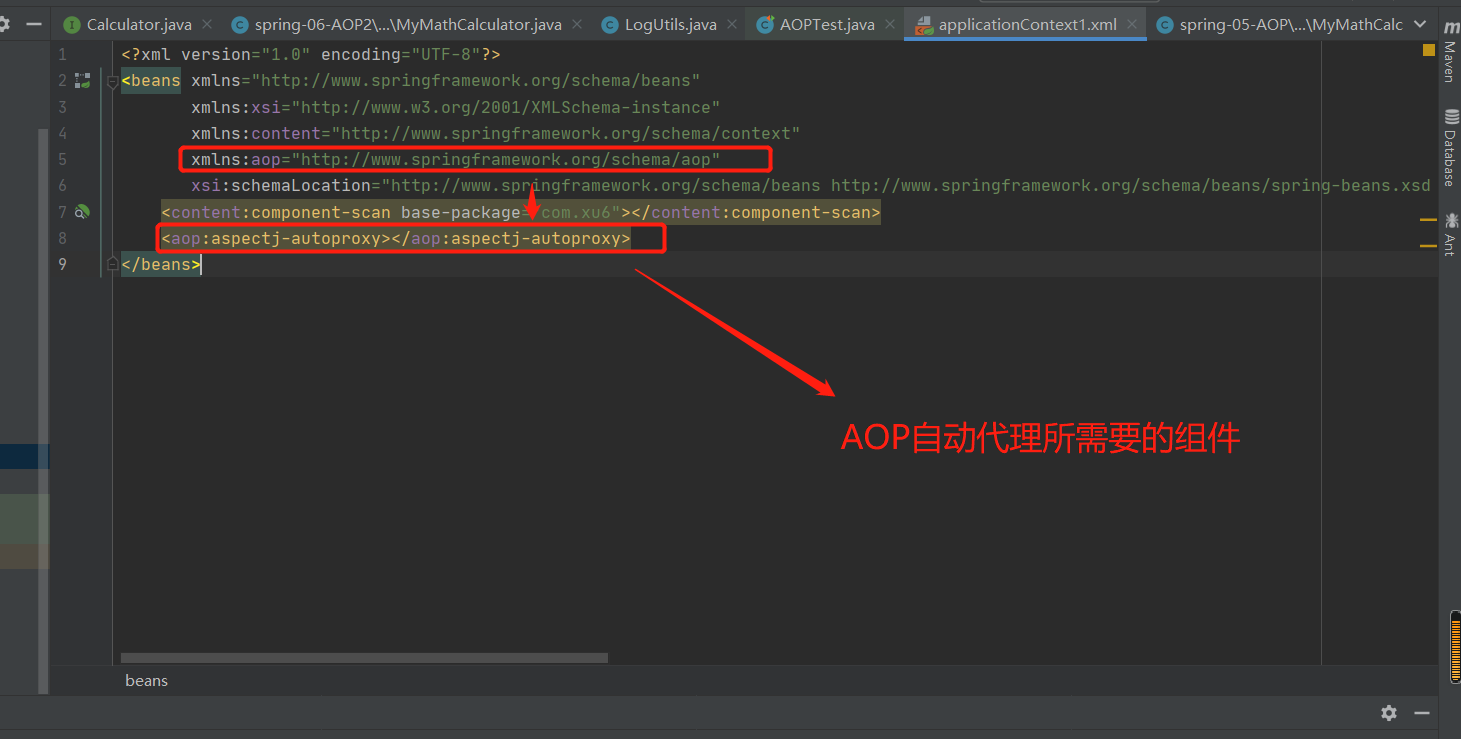 Calculator.java
spring-06-AOP2\...\MyMathCalculator.java
LogUtils.java
AOPTest.java
applicationContext1.xml
spring-05-AOP\...\MyMathCalc
m
Maven
Database
Ant
1 <?xml version="1.0" encoding="UTF-8"?>
2 <beans xmlns="http://www.springframework.org/schema/beans"
3 xmlns:xsi="http://www.w3.org/2001/XMLSchema-instance"
4 xmlns:content="http://www.springframework.org/schema/context"
5 xmlns:aop="http://www.springframework.org/schema/aop"
6 xsi:schemaLocation="http://www.springframework.org/schema/beans http://www.springframework.org/schema/beans/spring-beans.xsd
7 <content:component-scan base-package="com.xu6"></content:component-scan>
8 <aop:aspectj-autoproxy></aop:aspectj-autoproxy>
9 </beans>
AOP自动代理所需要的组件
beans